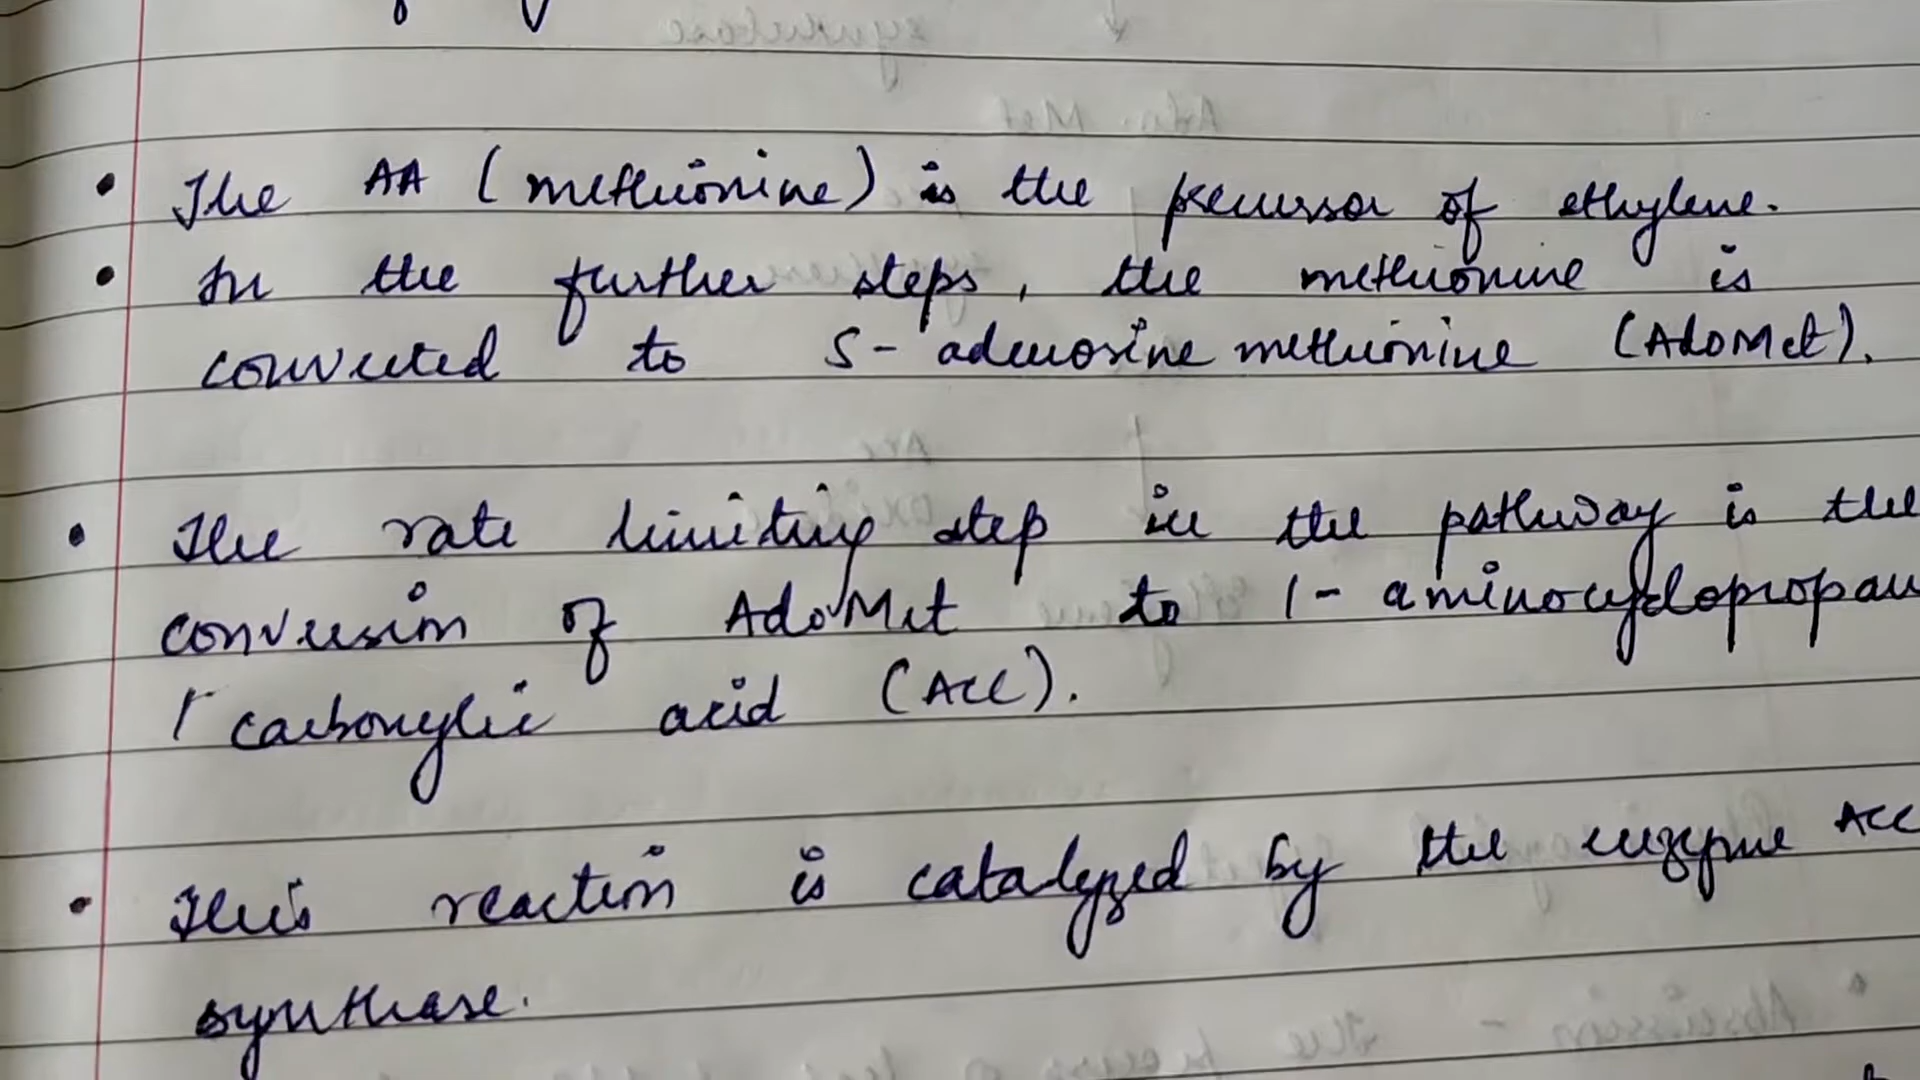 • The AA (methionine) is the precursor of ethylene.
• In the further steps, the methionine is
converted to S-adenosine methionine (AdoMet).
• The rate limiting step in the pathway is the
conversion of AdoMet to 1-aminocyclopropan
1 carboxylic acid (ACC).
• This reaction is catalyzed by the enzyme ACC
synthase.